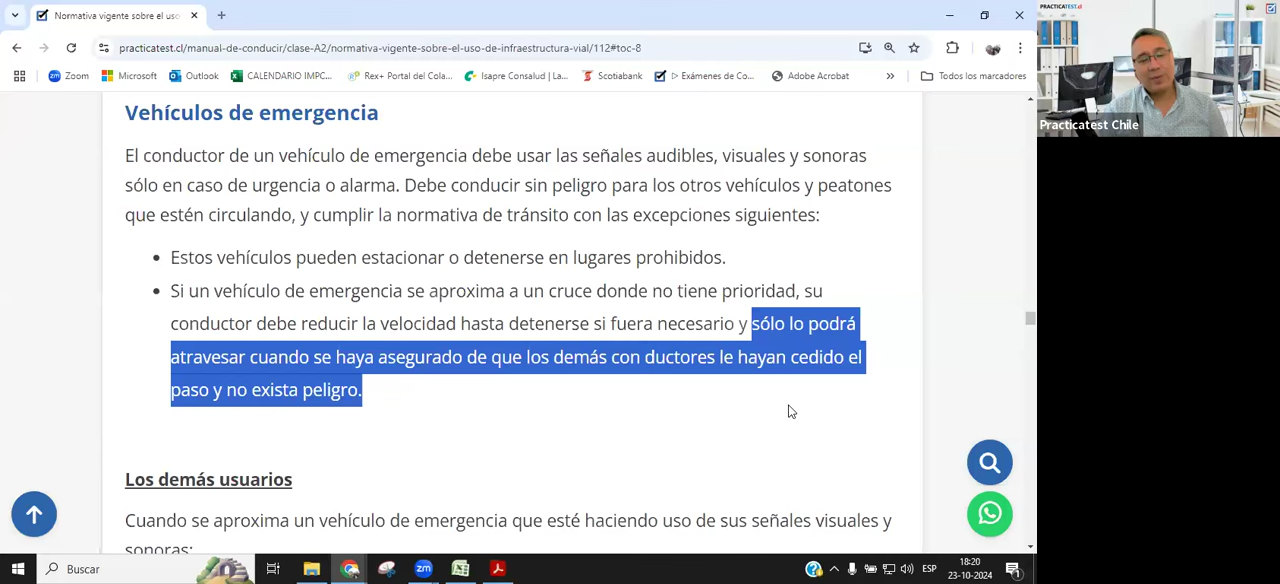 Normativa vigente sobre el uso
practicatest.cl/manual-de-conducir/clase-A2/normativa-vigente-sobre-el-uso-de-infraestructura-vial/112#toc-8
Zoom
Microsoft
Outlook
CALENDARIO IMPC...
Rex+ Portal del Cola...
Isapre Consalud | La...
Scotiabank
Exámenes de Co...
Adobe Acrobat
»
Todos los marcadores
PRACTICATEST.cl
Practicatest Chile
Vehículos de emergencia
El conductor de un vehículo de emergencia debe usar las señales audibles, visuales y sonoras
sólo en caso de urgencia o alarma. Debe conducir sin peligro para los otros vehículos y peatones
que estén circulando, y cumplir la normativa de tránsito con las excepciones siguientes:
• Estos vehículos pueden estacionar o detenerse en lugares prohibidos.
• Si un vehículo de emergencia se aproxima a un cruce donde no tiene prioridad, su
conductor debe reducir la velocidad hasta detenerse si fuera necesario y sólo lo podrá
atravesar cuando se haya asegurado de que los demás con ductores le hayan cedido el
paso y no exista peligro.
Los demás usuarios
Cuando se aproxima un vehículo de emergencia que esté haciendo uso de sus señales visuales y
sonoras:
Buscar
zm
ESP
18:20
23-10-2024
1